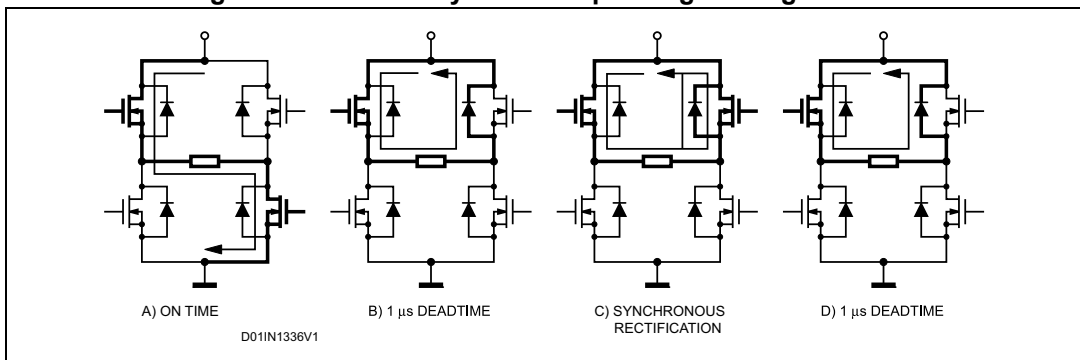 A) ON TIME
B) 1 μs DEADTIME
C) SYNCHRONOUS
RECTIFICATION
D) 1 μs DEADTIME
D01IN1336V1